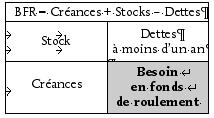 BFR = Créances + Stocks − Dettes¶
Stock
Dettes¶
à moins d'un an¶
Créances
Besoin ↵
en fonds ↵
de roulement